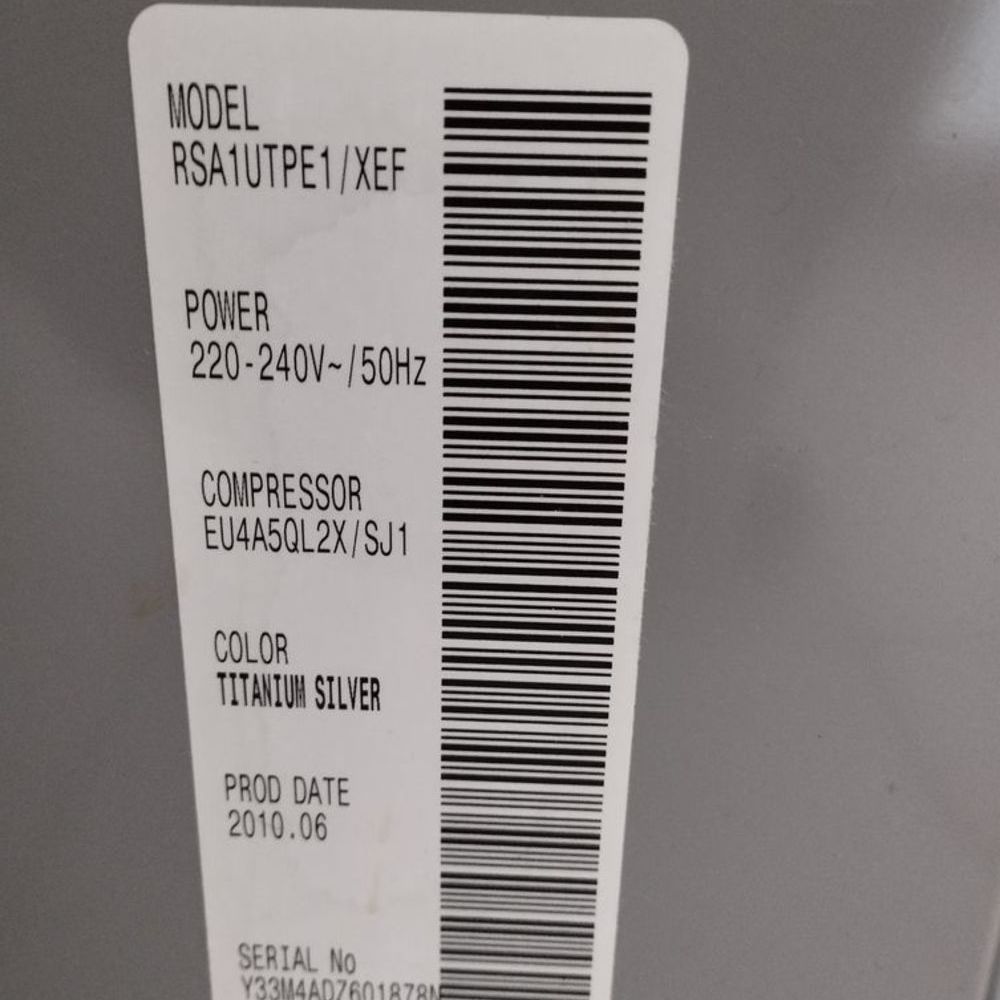 MODEL
RSA1UTPE1/XEF
POWER
220-240V~/50Hz
COMPRESSOR
EU4A5QL2X/SJ1
COLOR
TITANIUM SILVER
PROD DATE
2010.06
SERIAL No